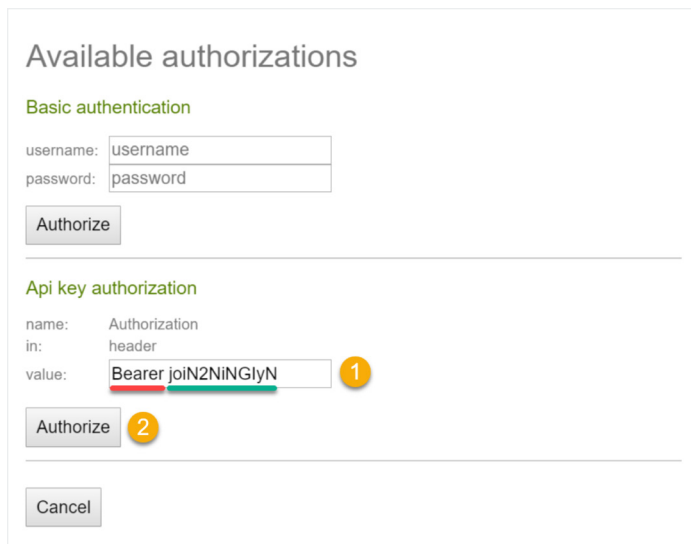 Available authorizations
Basic authentication
username: username
password: password
Authorize
Api key authorization
name: Authorization
in: header
value: Bearer joiN2NiNGIyN 1
Authorize 2
Cancel